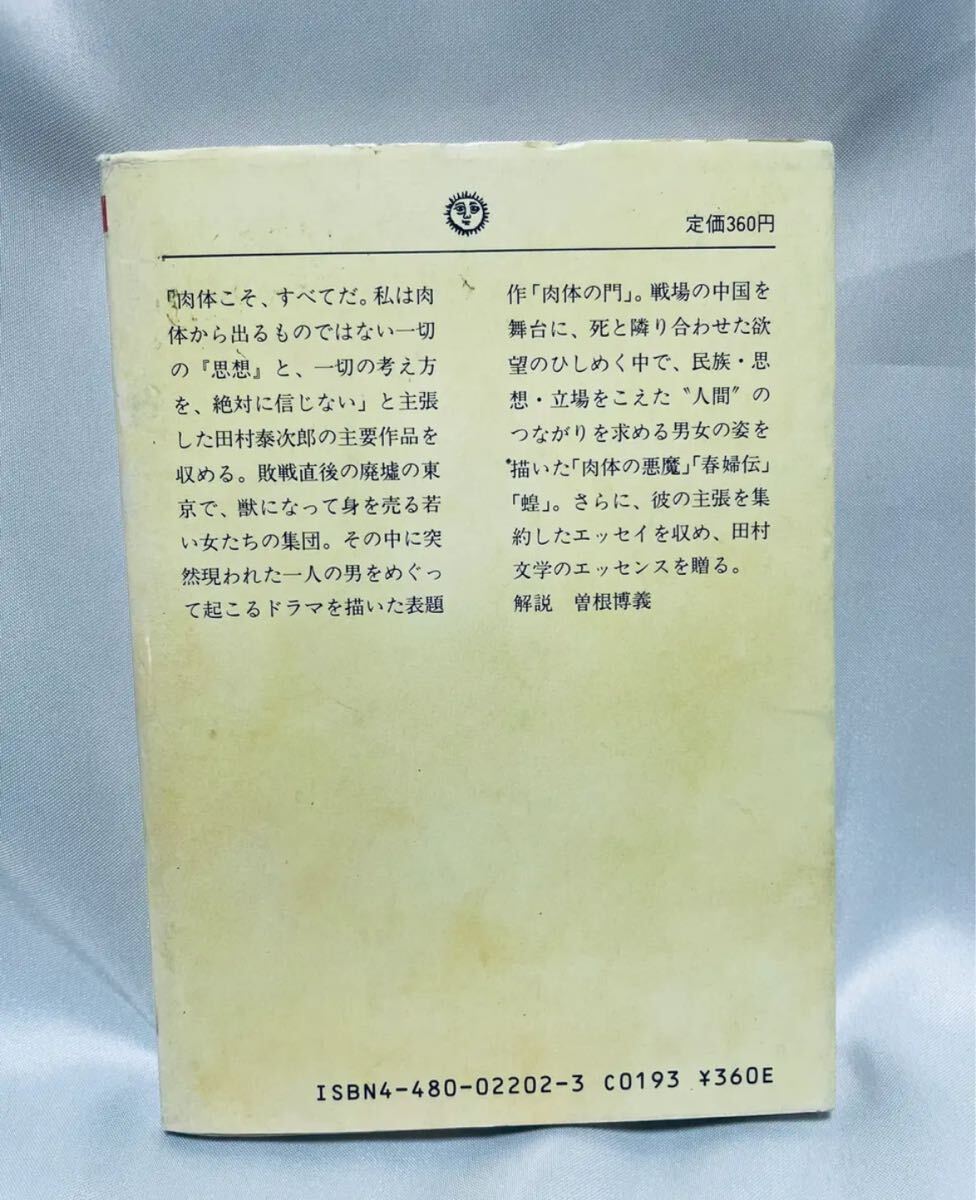 定価360円
「肉体こそ、すべてだ。私は肉
体から出るものではない一切
の『思想』と、一切の考え方
を、絶対に信じない」と主張
した田村泰次郎の主要作品を
収める。敗戦直後の廃墟の東
京で、獣になって身を売る若
い女たちの集団。その中に突
然現われた一人の男をめぐっ
て起こるドラマを描いた表題
作「肉体の門」。戦場の中国を
舞台に、死と隣り合わせた欲
望のひしめく中で、民族・思
想・立場をこえた〝人間〟の
つながりを求める男女の姿を
描いた「肉体の悪魔」「春婦伝」
「蝗」。さらに、彼の主張を集
約したエッセイを収め、田村
文学のエッセンスを贈る。
解説　曽根博義
ISBN4-480-02202-3 C0193 ¥360E